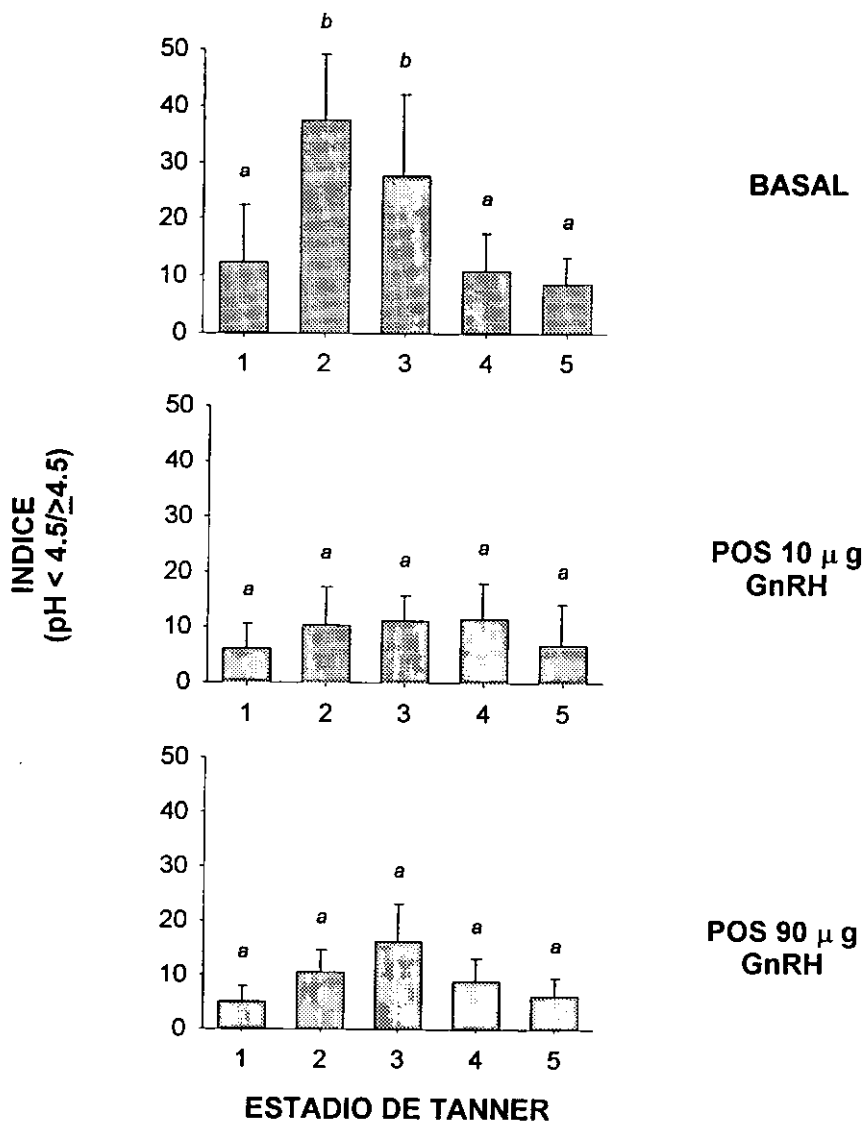 b
b
a
a
a
50
40
30
20
10
0
1 2 3 4 5
BASAL
INDICE
(pH < 4.5/≥4.5)
a
a
a
a
a
50
40
30
20
10
0
1 2 3 4 5
POS 10 μ g
GnRH
a
a
a
a
a
50
40
30
20
10
0
1 2 3 4 5
POS 90 μ g
GnRH
ESTADIO DE TANNER